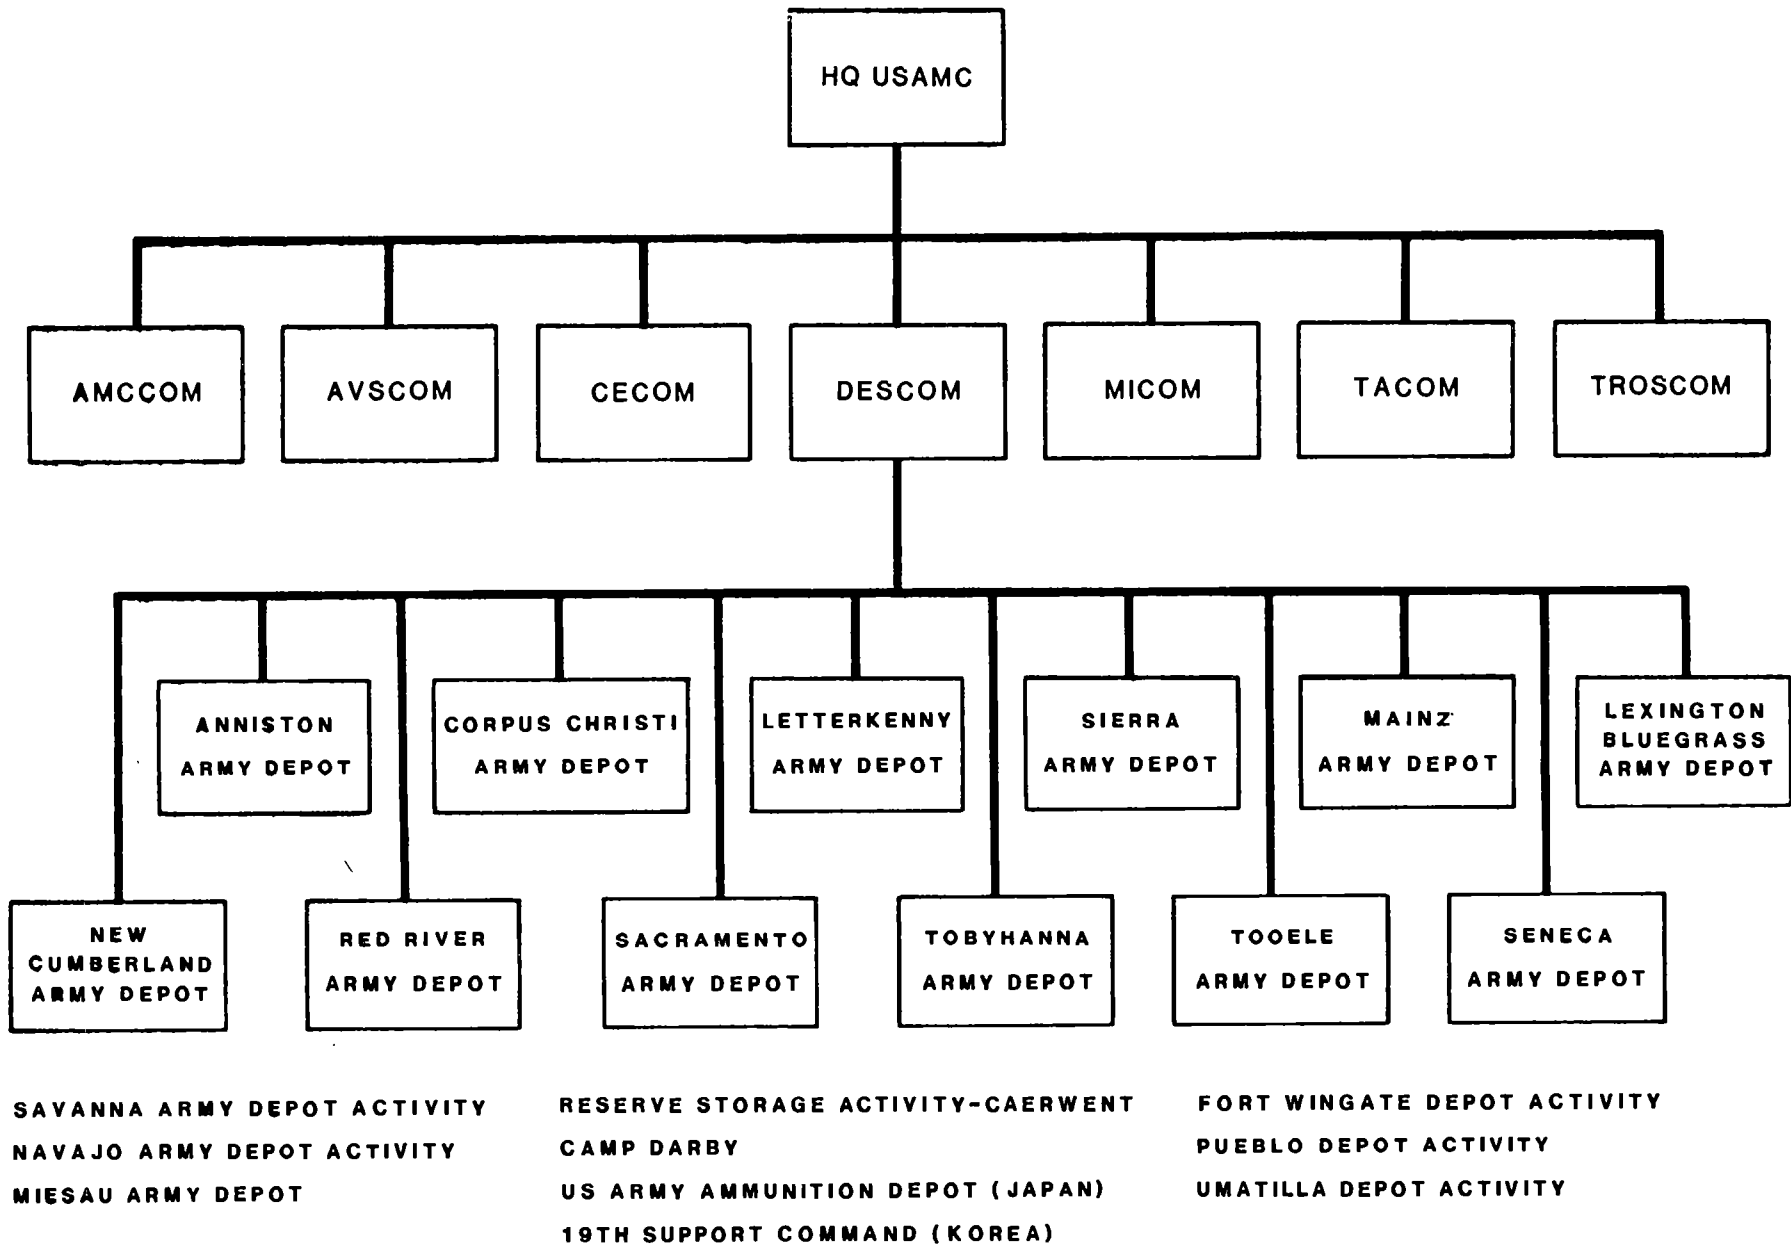 HQ USAMC
AMCCOM
AVSCOM
CECOM
DESCOM
MICOM
TACOM
TROSCOM
ANNISTON
ARMY DEPOT
CORPUS CHRISTI
ARMY DEPOT
LETTERKENNY
ARMY DEPOT
SIERRA
ARMY DEPOT
MAINZ
ARMY DEPOT
LEXINGTON
BLUEGRASS
ARMY DEPOT
NEW
CUMBERLAND
ARMY DEPOT
RED RIVER
ARMY DEPOT
SACRAMENTO
ARMY DEPOT
TOBYHANNA
ARMY DEPOT
TOOELE
ARMY DEPOT
SENECA
ARMY DEPOT
SAVANNA ARMY DEPOT ACTIVITY
NAVAJO ARMY DEPOT ACTIVITY
MIESAU ARMY DEPOT
RESERVE STORAGE ACTIVITY-CAERWENT
CAMP DARBY
US ARMY AMMUNITION DEPOT (JAPAN)
19TH SUPPORT COMMAND (KOREA)
FORT WINGATE DEPOT ACTIVITY
PUEBLO DEPOT ACTIVITY
UMATILLA DEPOT ACTIVITY